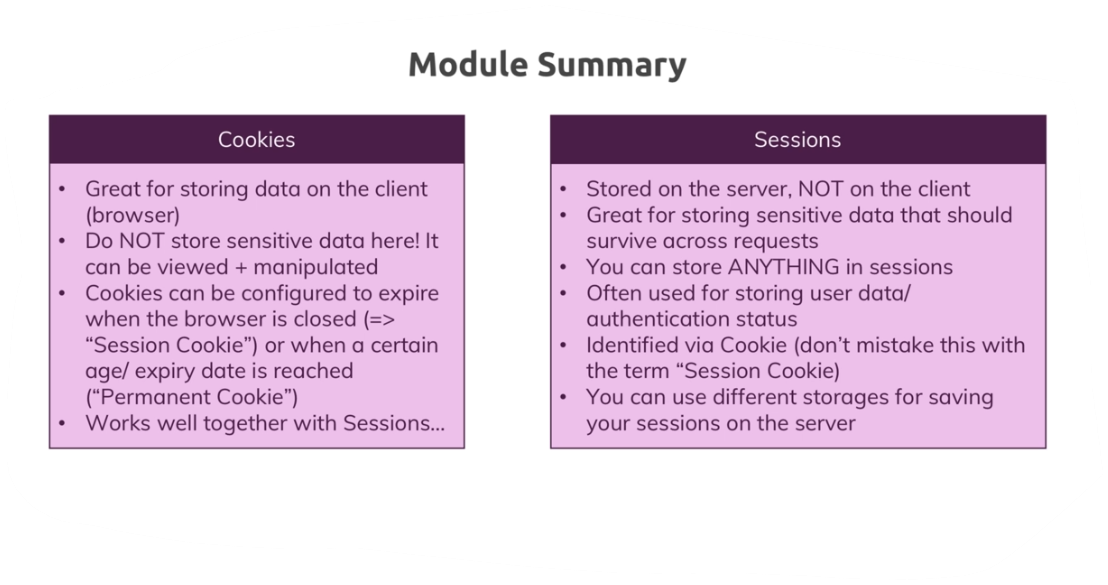 Module Summary
Cookies
• Great for storing data on the client
(browser)
• Do NOT store sensitive data here! It
can be viewed + manipulated
• Cookies can be configured to expire
when the browser is closed (=>
“Session Cookie”) or when a certain
age/ expiry date is reached
(“Permanent Cookie”)
• Works well together with Sessions...
Sessions
• Stored on the server, NOT on the client
• Great for storing sensitive data that should
survive across requests
• You can store ANYTHING in sessions
• Often used for storing user data/
authentication status
• Identified via Cookie (don’t mistake this with
the term “Session Cookie)
• You can use different storages for saving
your sessions on the server